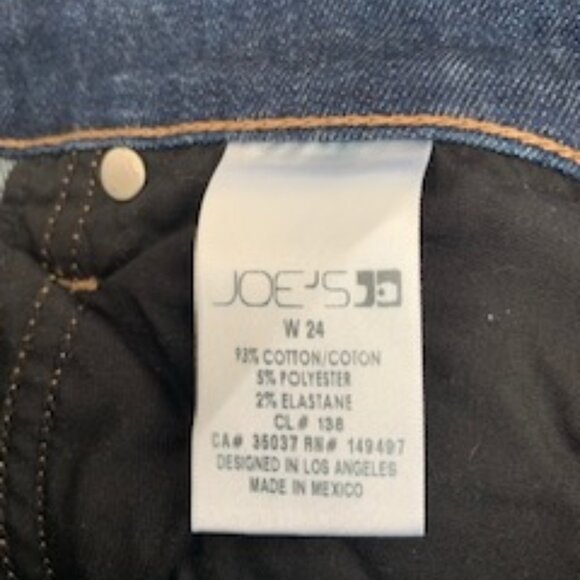 JOE'S
W 24
93% COTTON/COTON
5% POLYESTER
2% ELASTANE
CL# 138
CA# 35037 RN# 149497
DESIGNED IN LOS ANGELES
MADE IN MEXICO